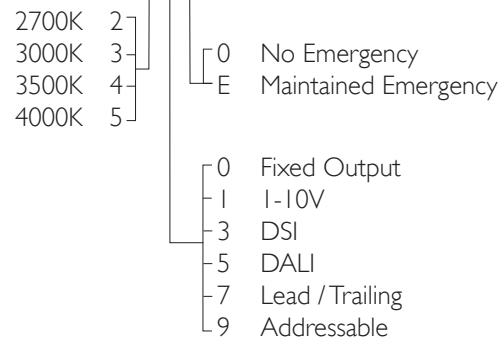 2700K 2
3000K 3
0 No Emergency
3500K 4
E Maintained Emergency
4000K 5
0 Fixed Output
1 1-10V
3 DSI
5 DALI
7 Lead / Trailing
9 Addressable